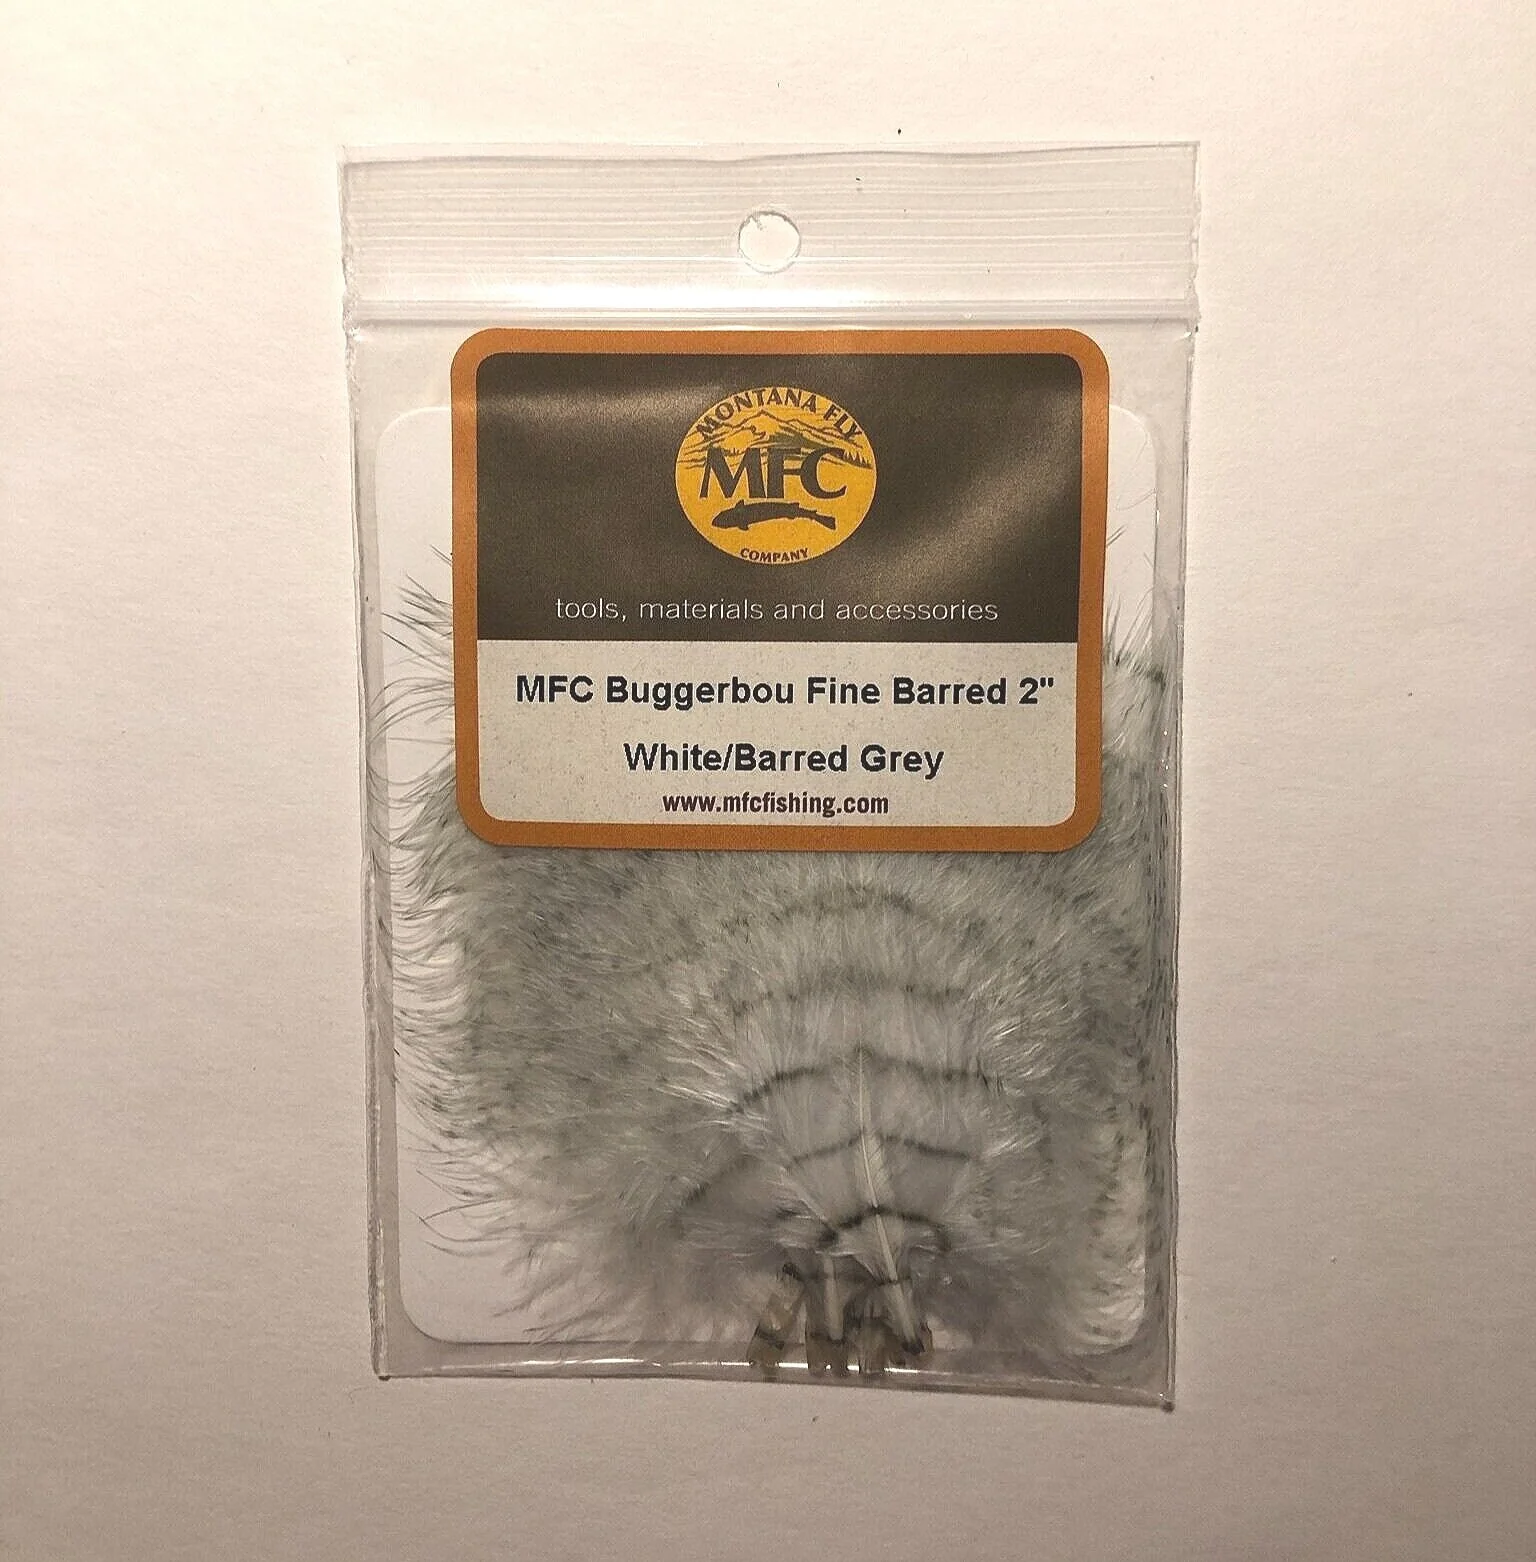 MONTANA FLY
MFC
COMPANY
tools, materials and accessories
MFC Buggerbou Fine Barred 2"
White/Barred Grey
www.mfcfishing.com